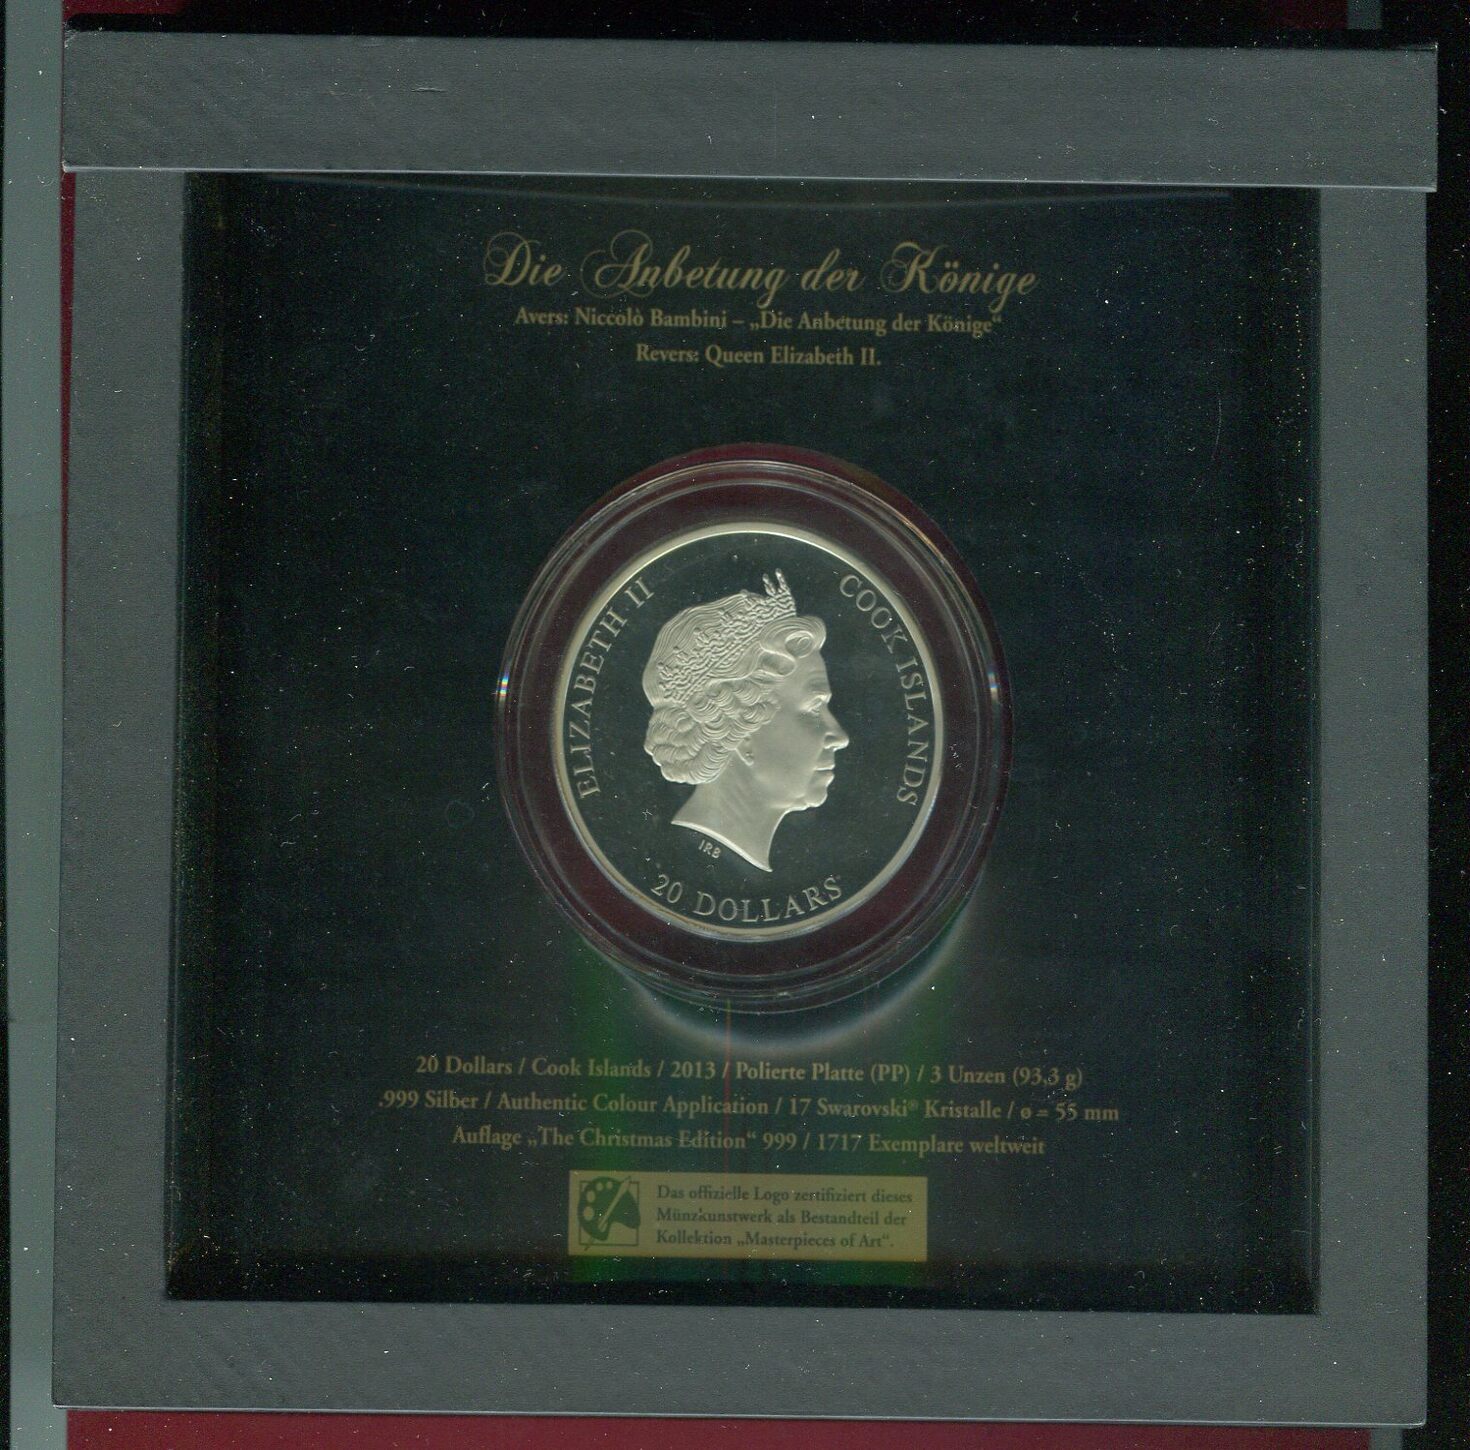 Die Anbetung der Könige
Avers: Niccolò Bambini – „Die Anbetung der Könige“
Revers: Queen Elizabeth II.
ELIZABETH II
COOK ISLANDS
IRB
20 DOLLARS
20 Dollars / Cook Islands / 2013 / Polierte Platte (PP) / 3 Unzen (93,3 g)
.999 Silber / Authentic Colour Application / 17 Swarovski® Kristalle / ø = 55 mm
Auflage „The Christmas Edition“ 999 / 1717 Exemplare weltweit
Das offizielle Logo zertifiziert dieses
Münzkunstwerk als Bestandteil der
Kollektion „Masterpieces of Art“.